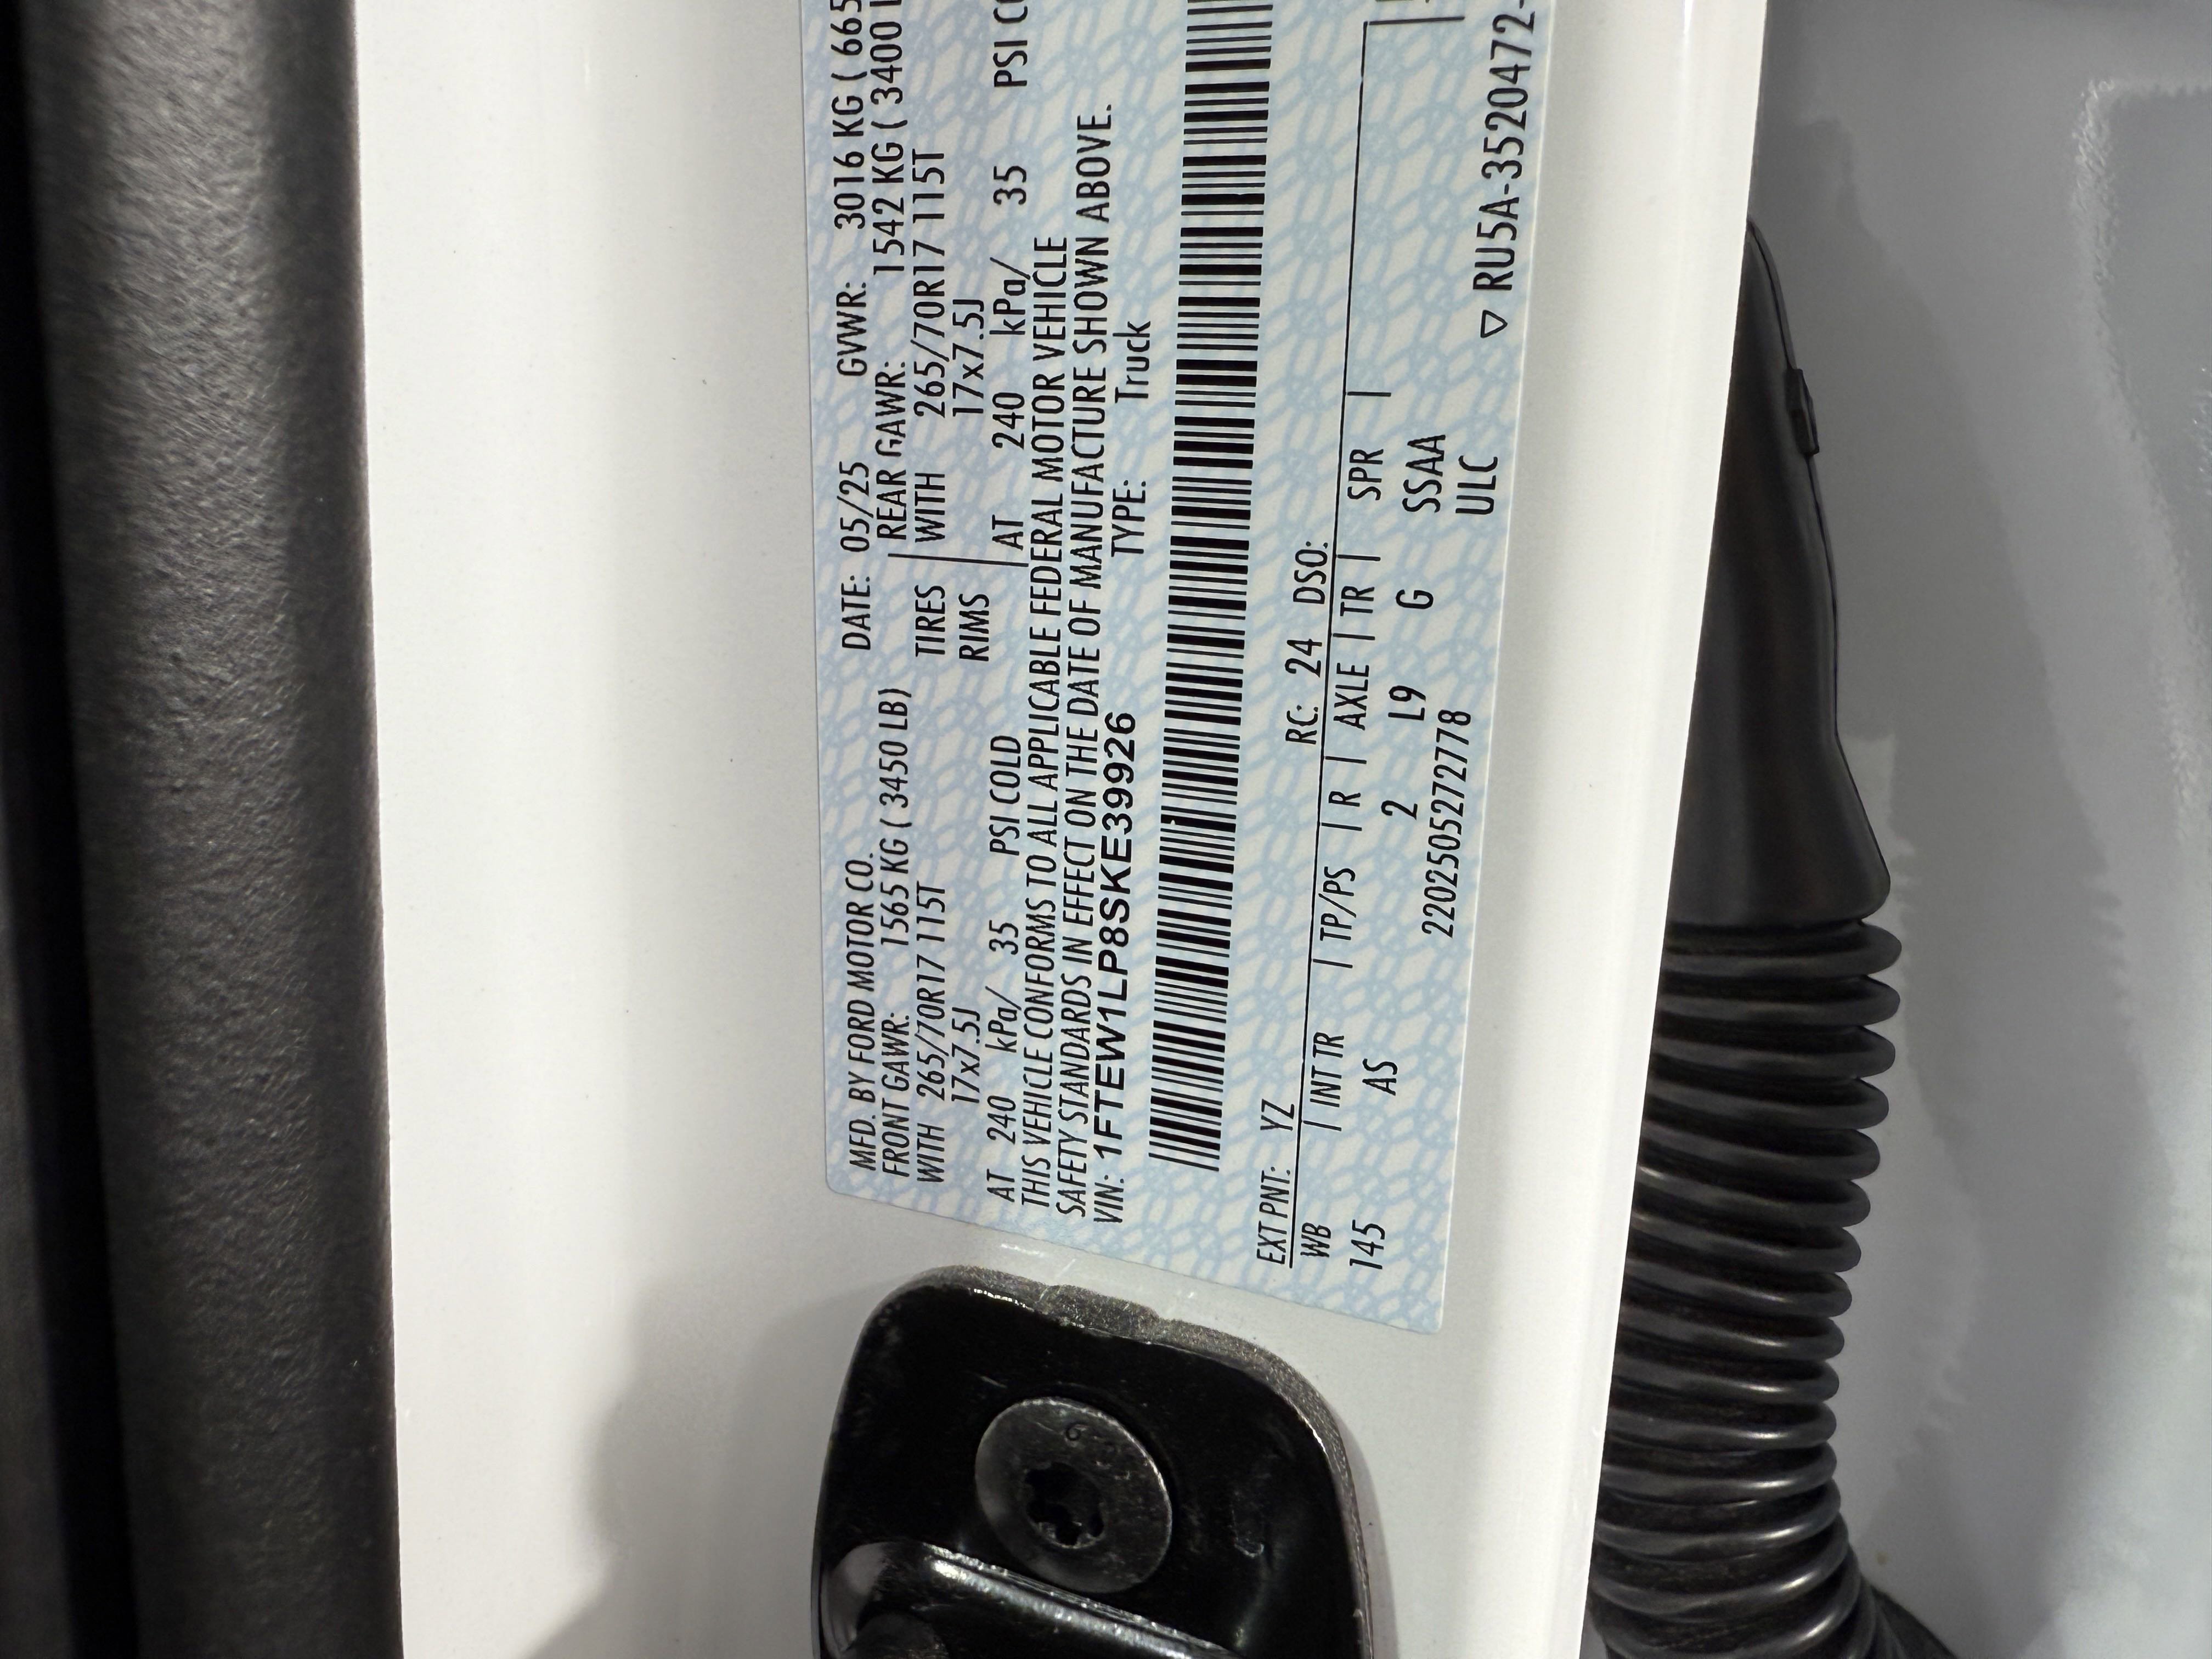 MFD. BY FORD MOTOR CO. DATE: 05/25 GVWR: 3016 KG ( 665
FRONT GAWR: 1565 KG ( 3450 LB) REAR GAWR: 1542 KG ( 3400 L
WITH 265/70R17 115T TIRES WITH 265/70R17 115T
17x7.5J RIMS 17x7.5J
AT 240 kPa/ 35 PSI COLD AT 240 kPa/ 35 PSI CO
THIS VEHICLE CONFORMS TO ALL APPLICABLE FEDERAL MOTOR VEHICLE
SAFETY STANDARDS IN EFFECT ON THE DATE OF MANUFACTURE SHOWN ABOVE.
VIN: 1FTEW1LP8SKE39926 TYPE: Truck
EXT PNT: YZ RC: 24 DSO:
WB | INT TR | TP/PS | R | AXLE | TR | SPR |
145 AS 2 L9 G SSAA
220250527​2778 ULC
▽ RU5A-3520472-
6